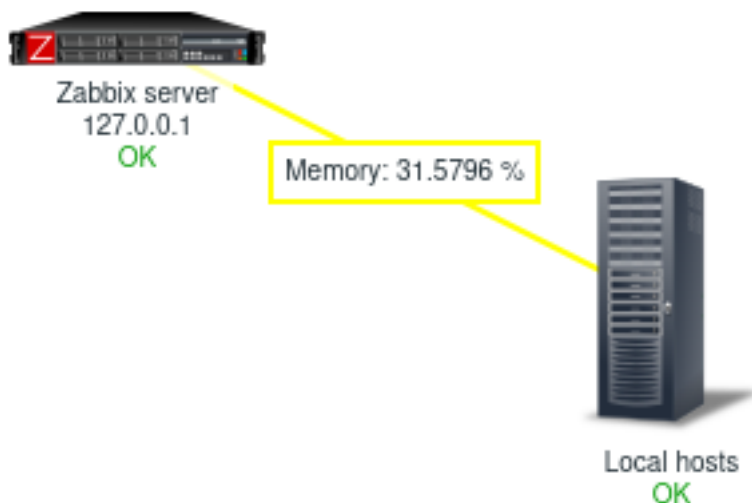 Z
Zabbix server
127.0.0.1
OK
Memory: 31.5796 %
Local hosts
OK